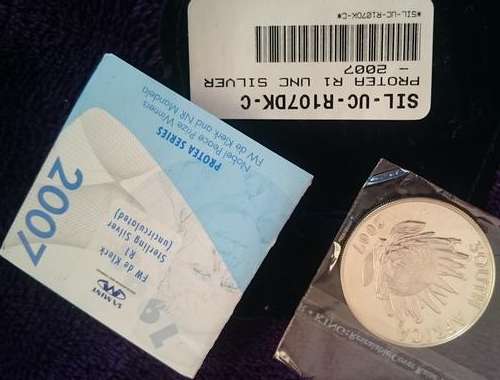 *SIL-UC-R107DK-C*
SIL-UC-R107DK-C
PROTEA R1 UNC SILVER
- 2007
Nobel Peace Prize Winners
FW de Klerk and NR Mandela
PROTEA SERIES
2007
FW de Klerk
R1
Sterling Silver
(uncirculated)
SA MINT
2007
SOUTH AFRICA